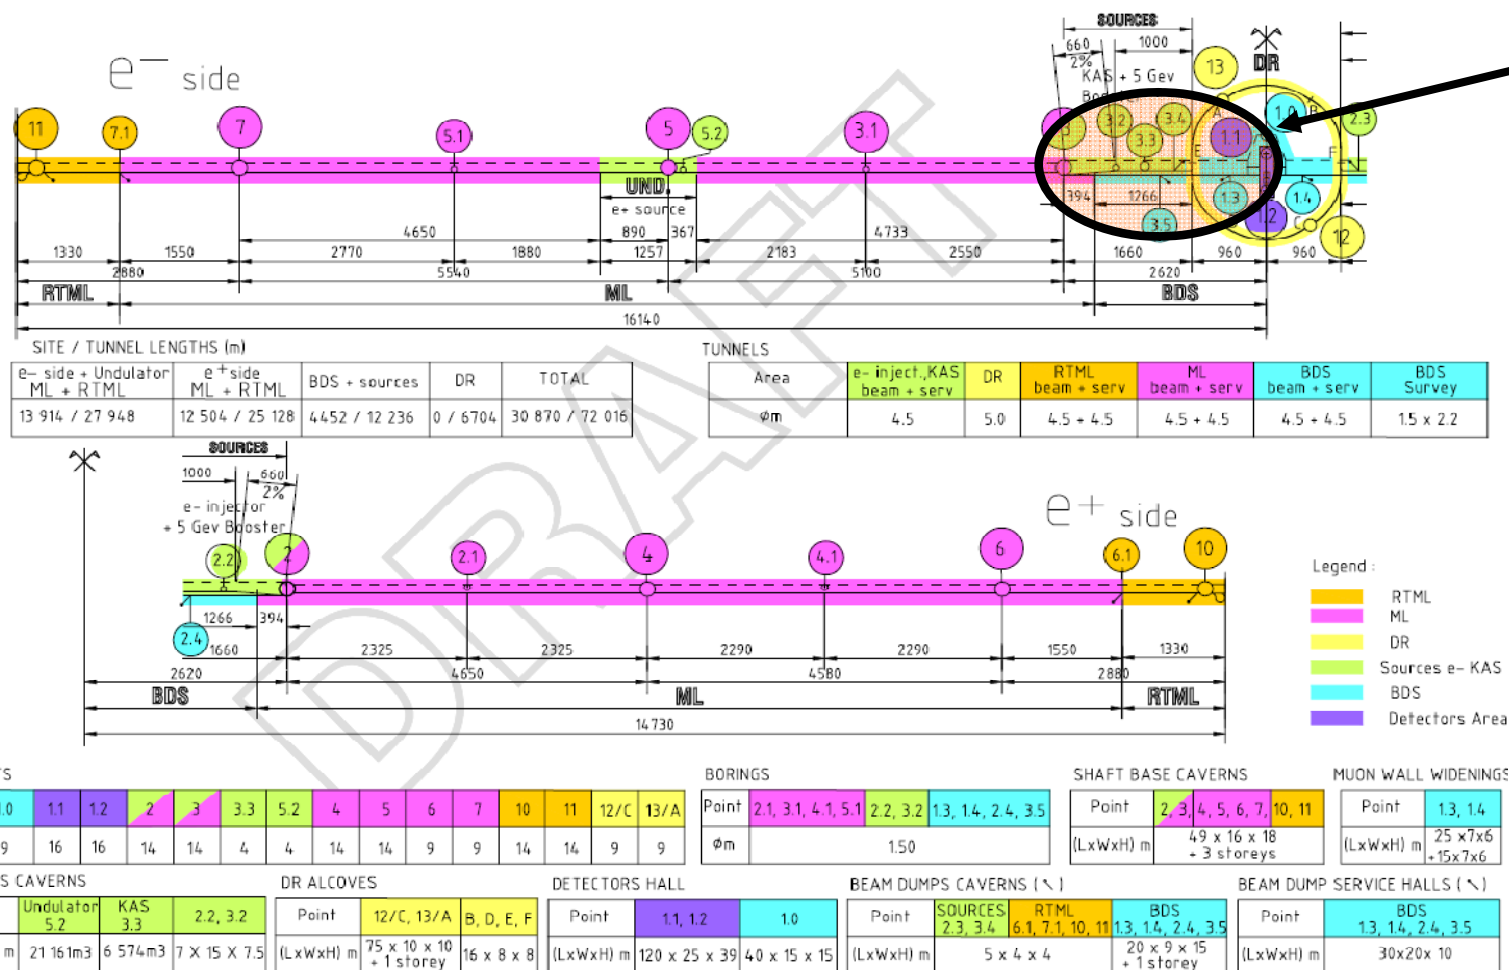 SOURCES
660
2%
1000
KAS + 5 Gev
13
DR
e⁻ side
11
7.1
7
5.1
5
5.2
3.1
3.2
3.3
3.4
1.1
1.0
2.3
A
B
E
F
UND.
e+ source
394
1266
1.3
1.2
1.4
3.5
C
12
4650
890
367
4733
1330
1550
2770
1880
1257
2183
2550
1660
960
960
2880
5540
5100
2620
RTML
ML
BDS
16140
SITE / TUNNEL LENGTHS (m)
e- side + Undulator ML + RTML
e+ side ML + RTML
BDS + sources
DR
TOTAL
13 914 / 27 948
12 504 / 25 128
4452 / 12 236
0 / 6704
30 870 / 72 016
TUNNELS
Area
e- inject.,KAS beam + serv
DR
RTML beam + serv
ML beam + serv
BDS beam + serv
BDS Survey
øm
4.5
5.0
4.5 + 4.5
4.5 + 4.5
4.5 + 4.5
1.5 x 2.2
DRAFT
SOURCES
1000
660
2%
e- injector
+ 5 Gev Booster
e+ side
2.2
2
2.1
4
4.1
6
6.1
10
1266
394
2.4
1660
2325
2325
2290
2290
1550
1330
2620
4650
4580
2880
BDS
ML
RTML
14 730
Legend :
RTML
ML
DR
Sources e- KAS
BDS
Detectors Area
1.1
1.2
2
3
3.3
5.2
4
5
6
7
10
11
12/C
13/A
9
16
16
14
14
4
4
14
14
9
9
14
14
9
9
BORINGS
Point
2.1, 3.1, 4.1, 5.1
2.2, 3.2
1.3, 1.4, 2.4, 3.5
øm
1.50
SHAFT BASE CAVERNS
Point
2, 3, 4, 5, 6, 7, 10, 11
(LxWxH) m
49 x 16 x 18
+ 3 storeys
MUON WALL WIDENINGS
Point
1.3, 1.4
(LxWxH) m
25 x7x6
+15x7x6
CAVERNS
Undulator 5.2
KAS 3.3
2.2, 3.2
m
21 161m3
6 574m3
7 X 15 X 7.5
DR ALCOVES
Point
12/C, 13/A
B, D, E, F
(LxWxH) m
75 x 10 x 10
+ 1 storey
16 x 8 x 8
DETECTORS HALL
Point
1.1, 1.2
1.0
(LxWxH) m
120 x 25 x 39
40 x 15 x 15
BEAM DUMPS CAVERNS ( )
Point
SOURCES 2.3, 3.4
RTML 6.1, 7.1, 10, 11
BDS 1.3, 1.4, 2.4, 3.5
(LxWxH) m
5 x 4 x 4
20 x 9 x 15
+ 1 storey
BEAM DUMP SERVICE HALLS ( )
Point
BDS 1.3, 1.4, 2.4, 3.5
(LxWxH) m
30x20x 10